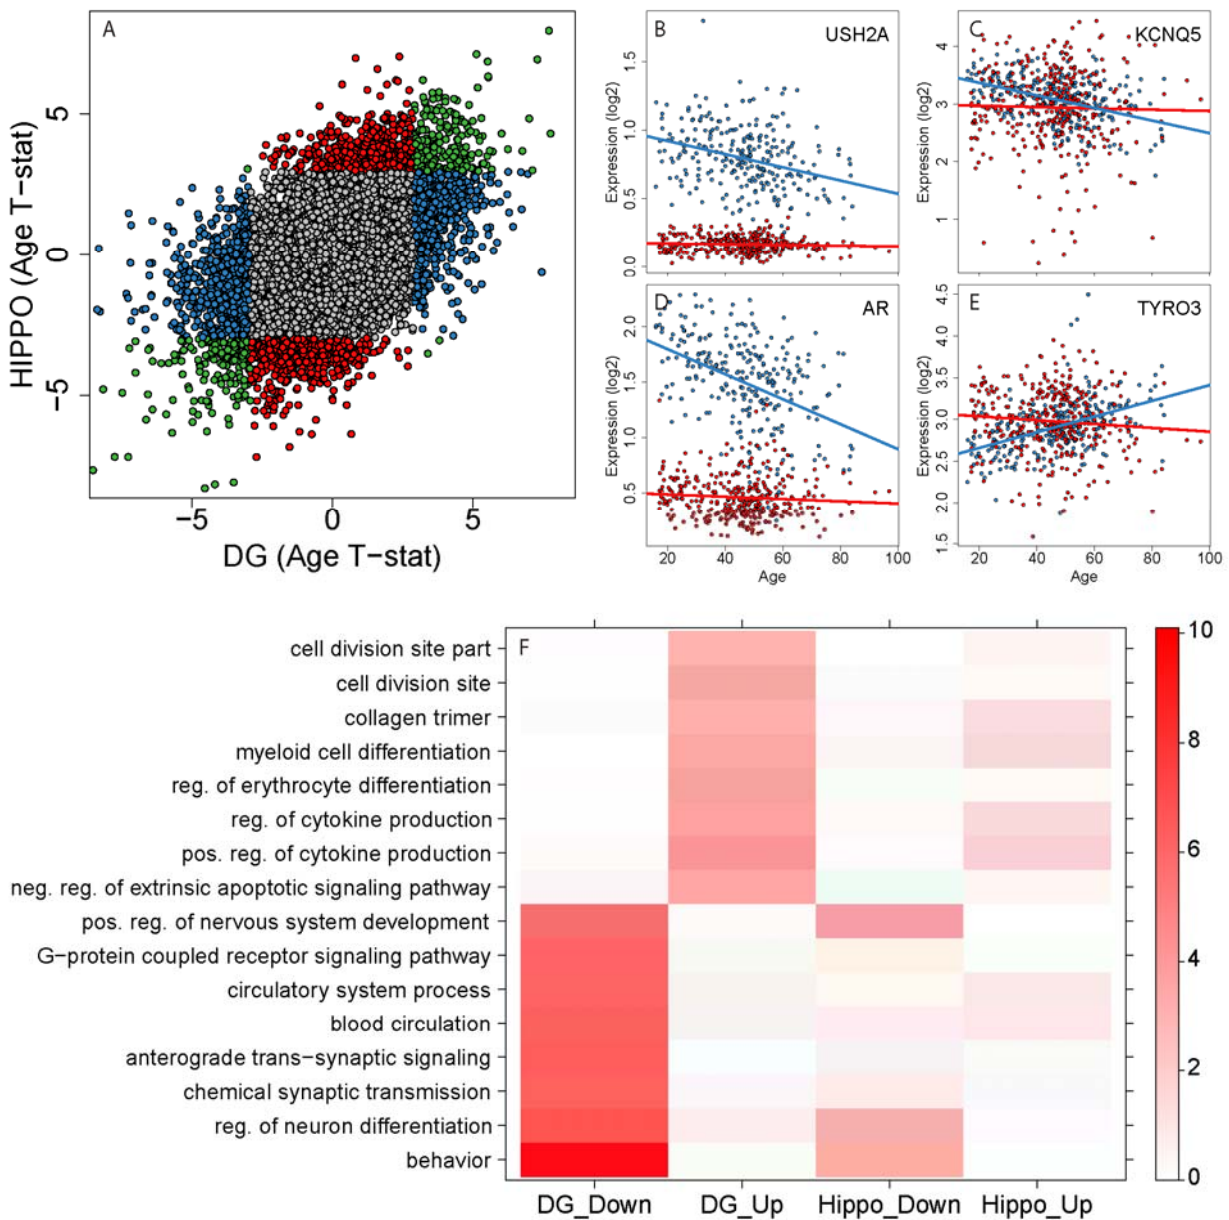 A
HIPPO (Age T-stat)
5
0
−5
−5
0
5
DG (Age T-stat)
B
USH2A
Expression (log2)
1.5
1.0
0.5
0.0
C
KCNQ5
Expression (log2)
4
3
2
1
D
AR
Expression (log2)
2.0
1.5
1.0
0.5
20 40 60 80 100
Age
E
TYRO3
Expression (log2)
4.5
4.0
3.5
3.0
2.5
2.0
1.5
20 40 60 80 100
Age
F
cell division site part
cell division site
collagen trimer
myeloid cell differentiation
reg. of erythrocyte differentiation
reg. of cytokine production
pos. reg. of cytokine production
neg. reg. of extrinsic apoptotic signaling pathway
pos. reg. of nervous system development
G−protein coupled receptor signaling pathway
circulatory system process
blood circulation
anterograde trans−synaptic signaling
chemical synaptic transmission
reg. of neuron differentiation
behavior
DG_Down DG_Up Hippo_Down Hippo_Up
10
8
6
4
2
0